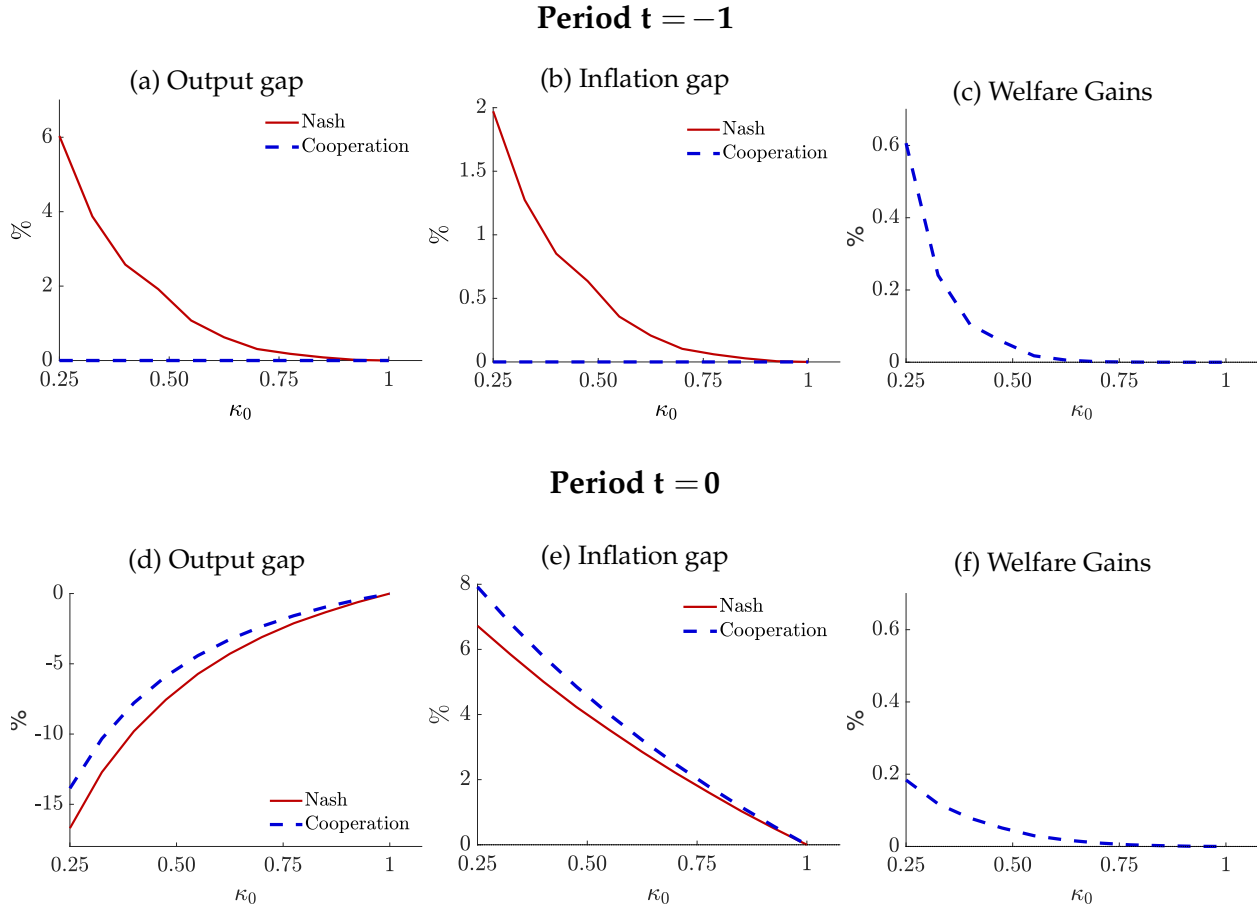 Period t = −1
(a) Output gap
6
4
2
0
%
0.25
0.50
0.75
1
κ0
Nash
Cooperation
(b) Inflation gap
2
1.5
1
0.5
0
%
0.25
0.50
0.75
1
κ0
Nash
Cooperation
(c) Welfare Gains
0.6
0.4
0.2
0
%
0.25
0.50
0.75
1
κ0
Period t = 0
(d) Output gap
0
-5
-10
-15
%
0.25
0.50
0.75
1
κ0
Nash
Cooperation
(e) Inflation gap
8
6
4
2
0
%
0.25
0.50
0.75
1
κ0
Nash
Cooperation
(f) Welfare Gains
0.6
0.4
0.2
0
%
0.25
0.50
0.75
1
κ0